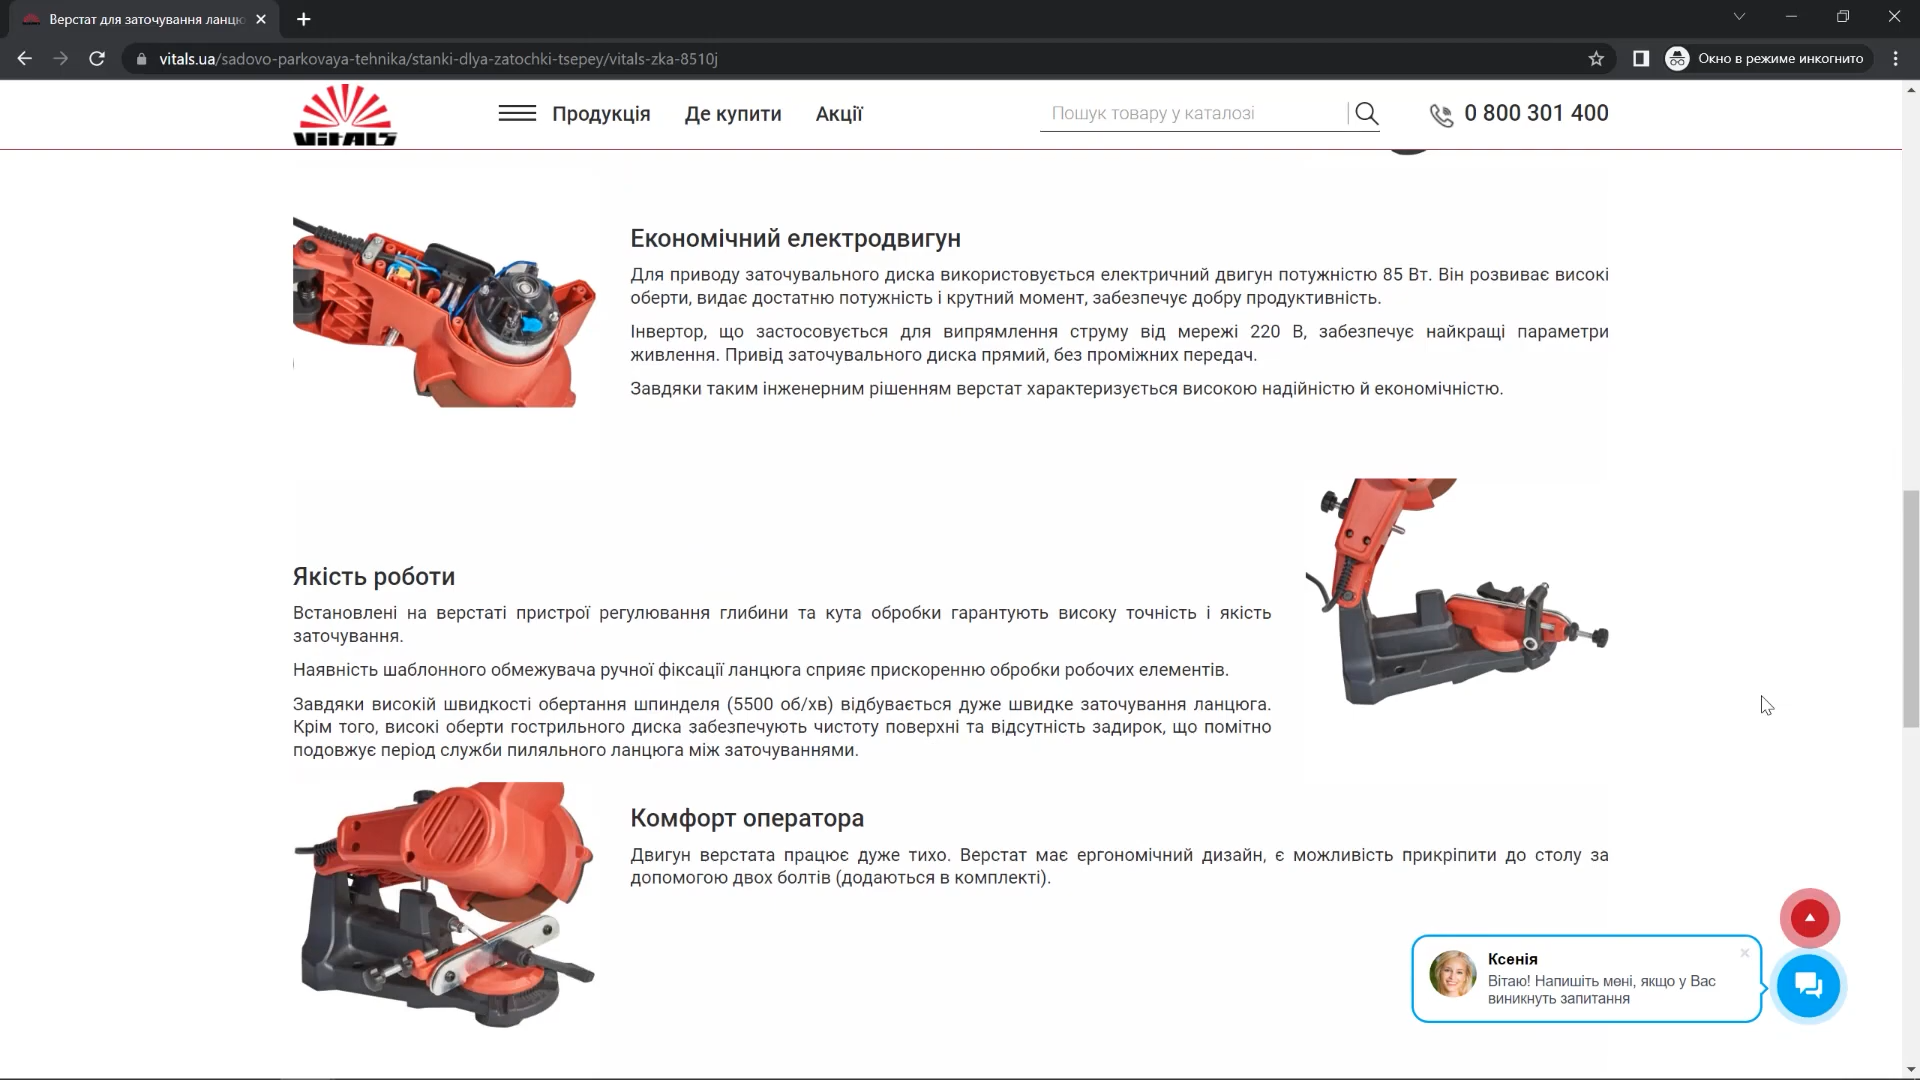 Верстат для заточування ланцю
vitals.ua/sadovo-parkovaya-tehnika/stanki-dlya-zatochki-tsepey/vitals-zka-8510j
Окно в режиме инкогнито
ViTALS
Продукція
Де купити
Акції
Пошук товару у каталозі
0 800 301 400
Економічний електродвигун
Для приводу заточувального диска використовується електричний двигун потужністю 85 Вт. Він розвиває високі
оберти, видає достатню потужність і крутний момент, забезпечує добру продуктивність.
Інвертор, що застосовується для випрямлення струму від мережі 220 В, забезпечує найкращі параметри
живлення. Привід заточувального диска прямий, без проміжних передач.
Завдяки таким інженерним рішенням верстат характеризується високою надійністю й економічністю.
Якість роботи
Встановлені на верстаті пристрої регулювання глибини та кута обробки гарантують високу точність і якість
заточування.
Наявність шаблонного обмежувача ручної фіксації ланцюга сприяє прискоренню обробки робочих елементів.
Завдяки високій швидкості обертання шпинделя (5500 об/хв) відбувається дуже швидке заточування ланцюга.
Крім того, високі оберти гострильного диска забезпечують чистоту поверхні та відсутність задирок, що помітно
подовжує період служби пиляльного ланцюга між заточуваннями.
Комфорт оператора
Двигун верстата працює дуже тихо. Верстат має ергономічний дизайн, є можливість прикріпити до столу за
допомогою двох болтів (додаються в комплекті).
Ксенія
Вітаю! Напишіть мені, якщо у Вас
виникнуть запитання